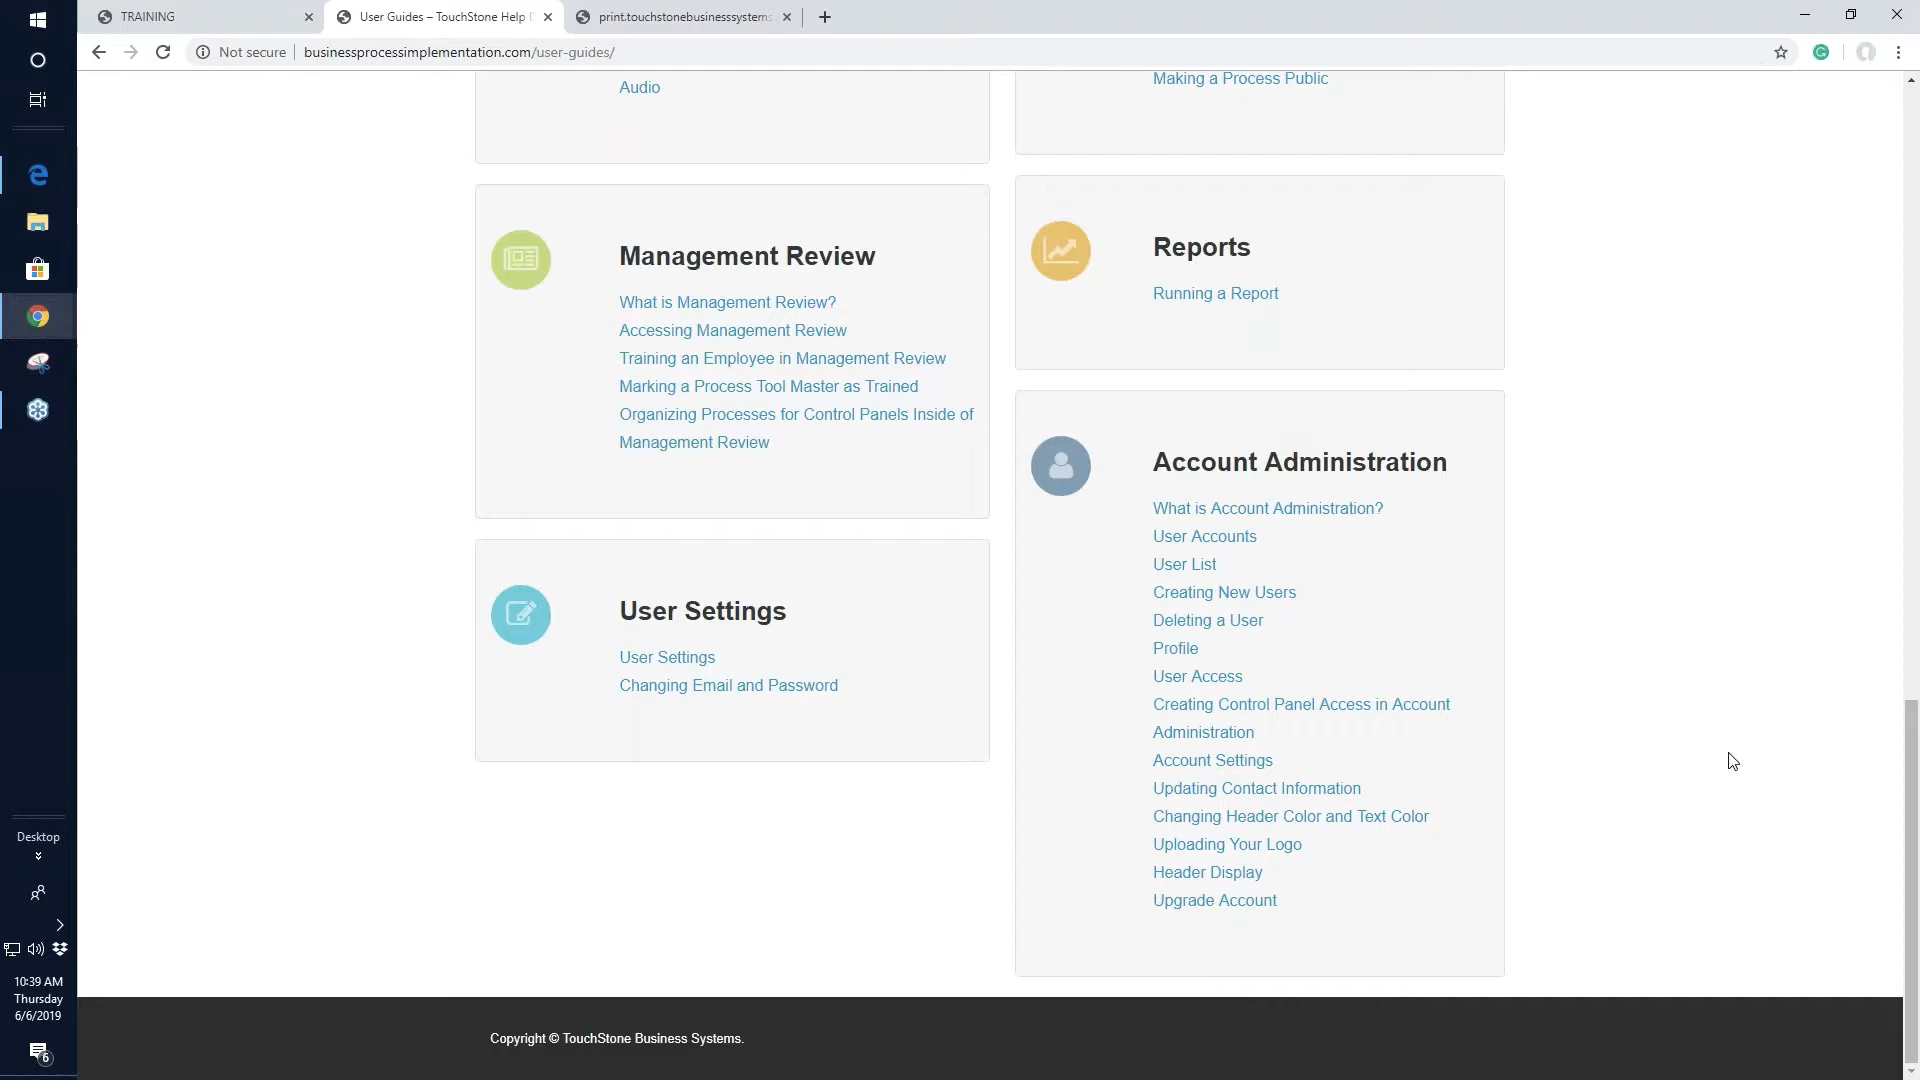 TRAINING
User Guides – TouchStone Help
print.touchstonebusinesssystems
Not secure
businessprocessimplementation.com/user-guides/
Audio
Making a Process Public
Management Review
What is Management Review?
Accessing Management Review
Training an Employee in Management Review
Marking a Process Tool Master as Trained
Organizing Processes for Control Panels Inside of
Management Review
Reports
Running a Report
User Settings
User Settings
Changing Email and Password
Account Administration
What is Account Administration?
User Accounts
User List
Creating New Users
Deleting a User
Profile
User Access
Creating Control Panel Access in Account
Administration
Account Settings
Updating Contact Information
Changing Header Color and Text Color
Uploading Your Logo
Header Display
Upgrade Account
Desktop
10:39 AM
Thursday
6/6/2019
6
Copyright © TouchStone Business Systems.